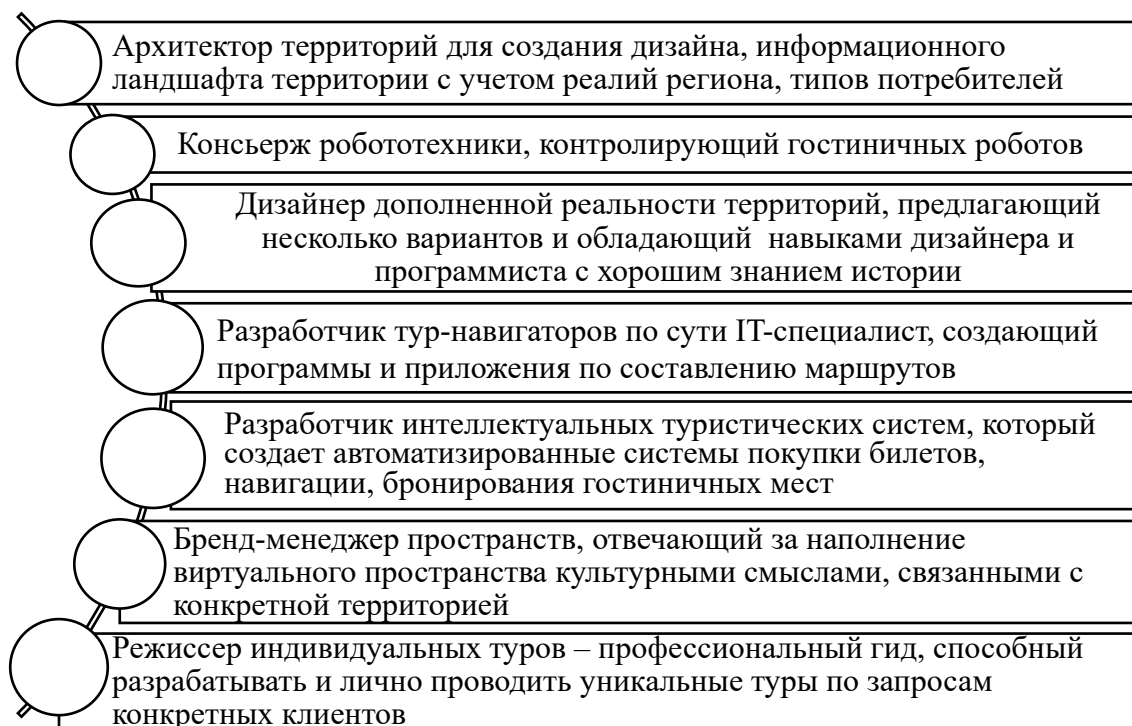 Архитектор территорий для создания дизайна, информационного
ландшафта территории с учетом реалий региона, типов потребителей
Консьерж робототехники, контролирующий гостиничных роботов
Дизайнер дополненной реальности территорий, предлагающий
несколько вариантов и обладающий навыками дизайнера и
программиста с хорошим знанием истории
Разработчик тур-навигаторов по сути IT-специалист, создающий
программы и приложения по составлению маршрутов
Разработчик интеллектуальных туристических систем, который
создает автоматизированные системы покупки билетов,
навигации, бронирования гостиничных мест
Бренд-менеджер пространств, отвечающий за наполнение
виртуального пространства культурными смыслами, связанными с
конкретной территорией
Режиссер индивидуальных туров – профессиональный гид, способный
разрабатывать и лично проводить уникальные туры по запросам
конкретных клиентов